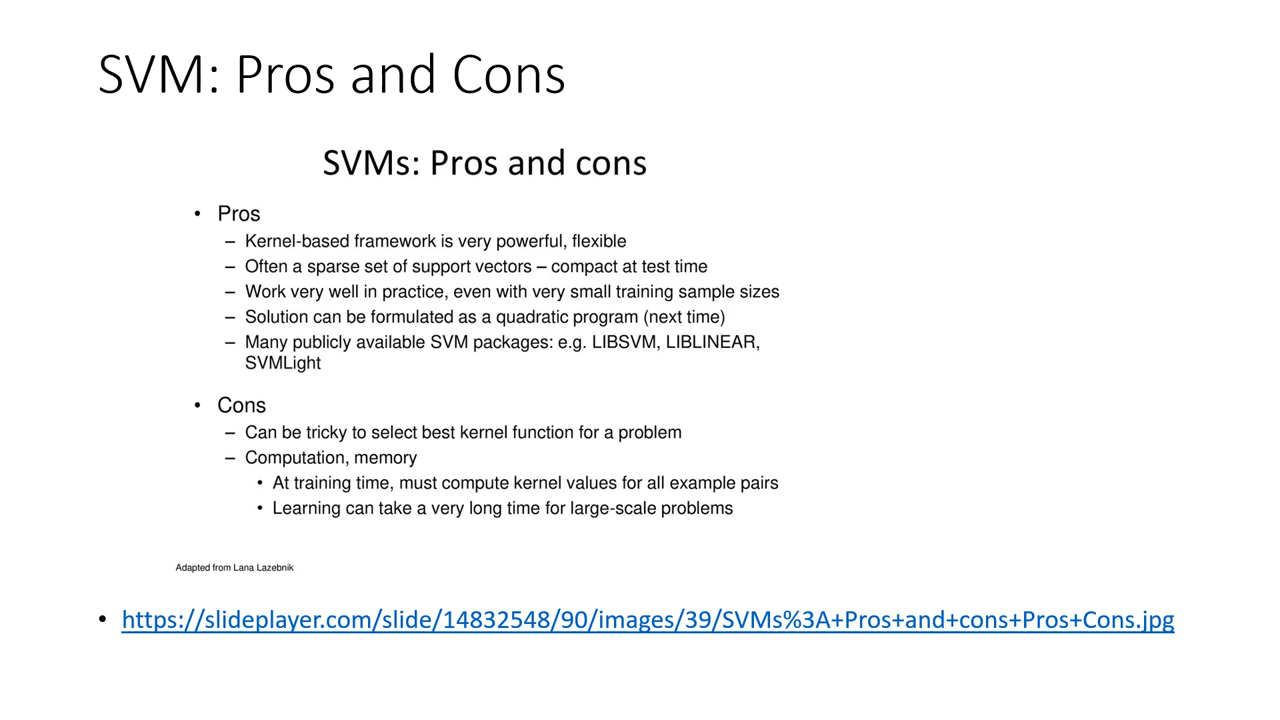 SVM: Pros and Cons
SVMs: Pros and cons
• Pros
– Kernel-based framework is very powerful, flexible
– Often a sparse set of support vectors – compact at test time
– Work very well in practice, even with very small training sample sizes
– Solution can be formulated as a quadratic program (next time)
– Many publicly available SVM packages: e.g. LIBSVM, LIBLINEAR,
SVMLight
• Cons
– Can be tricky to select best kernel function for a problem
– Computation, memory
• At training time, must compute kernel values for all example pairs
• Learning can take a very long time for large-scale problems
Adapted from Lana Lazebnik
• https://slideplayer.com/slide/14832548/90/images/39/SVMs%3A+Pros+and+cons+Pros+Cons.jpg